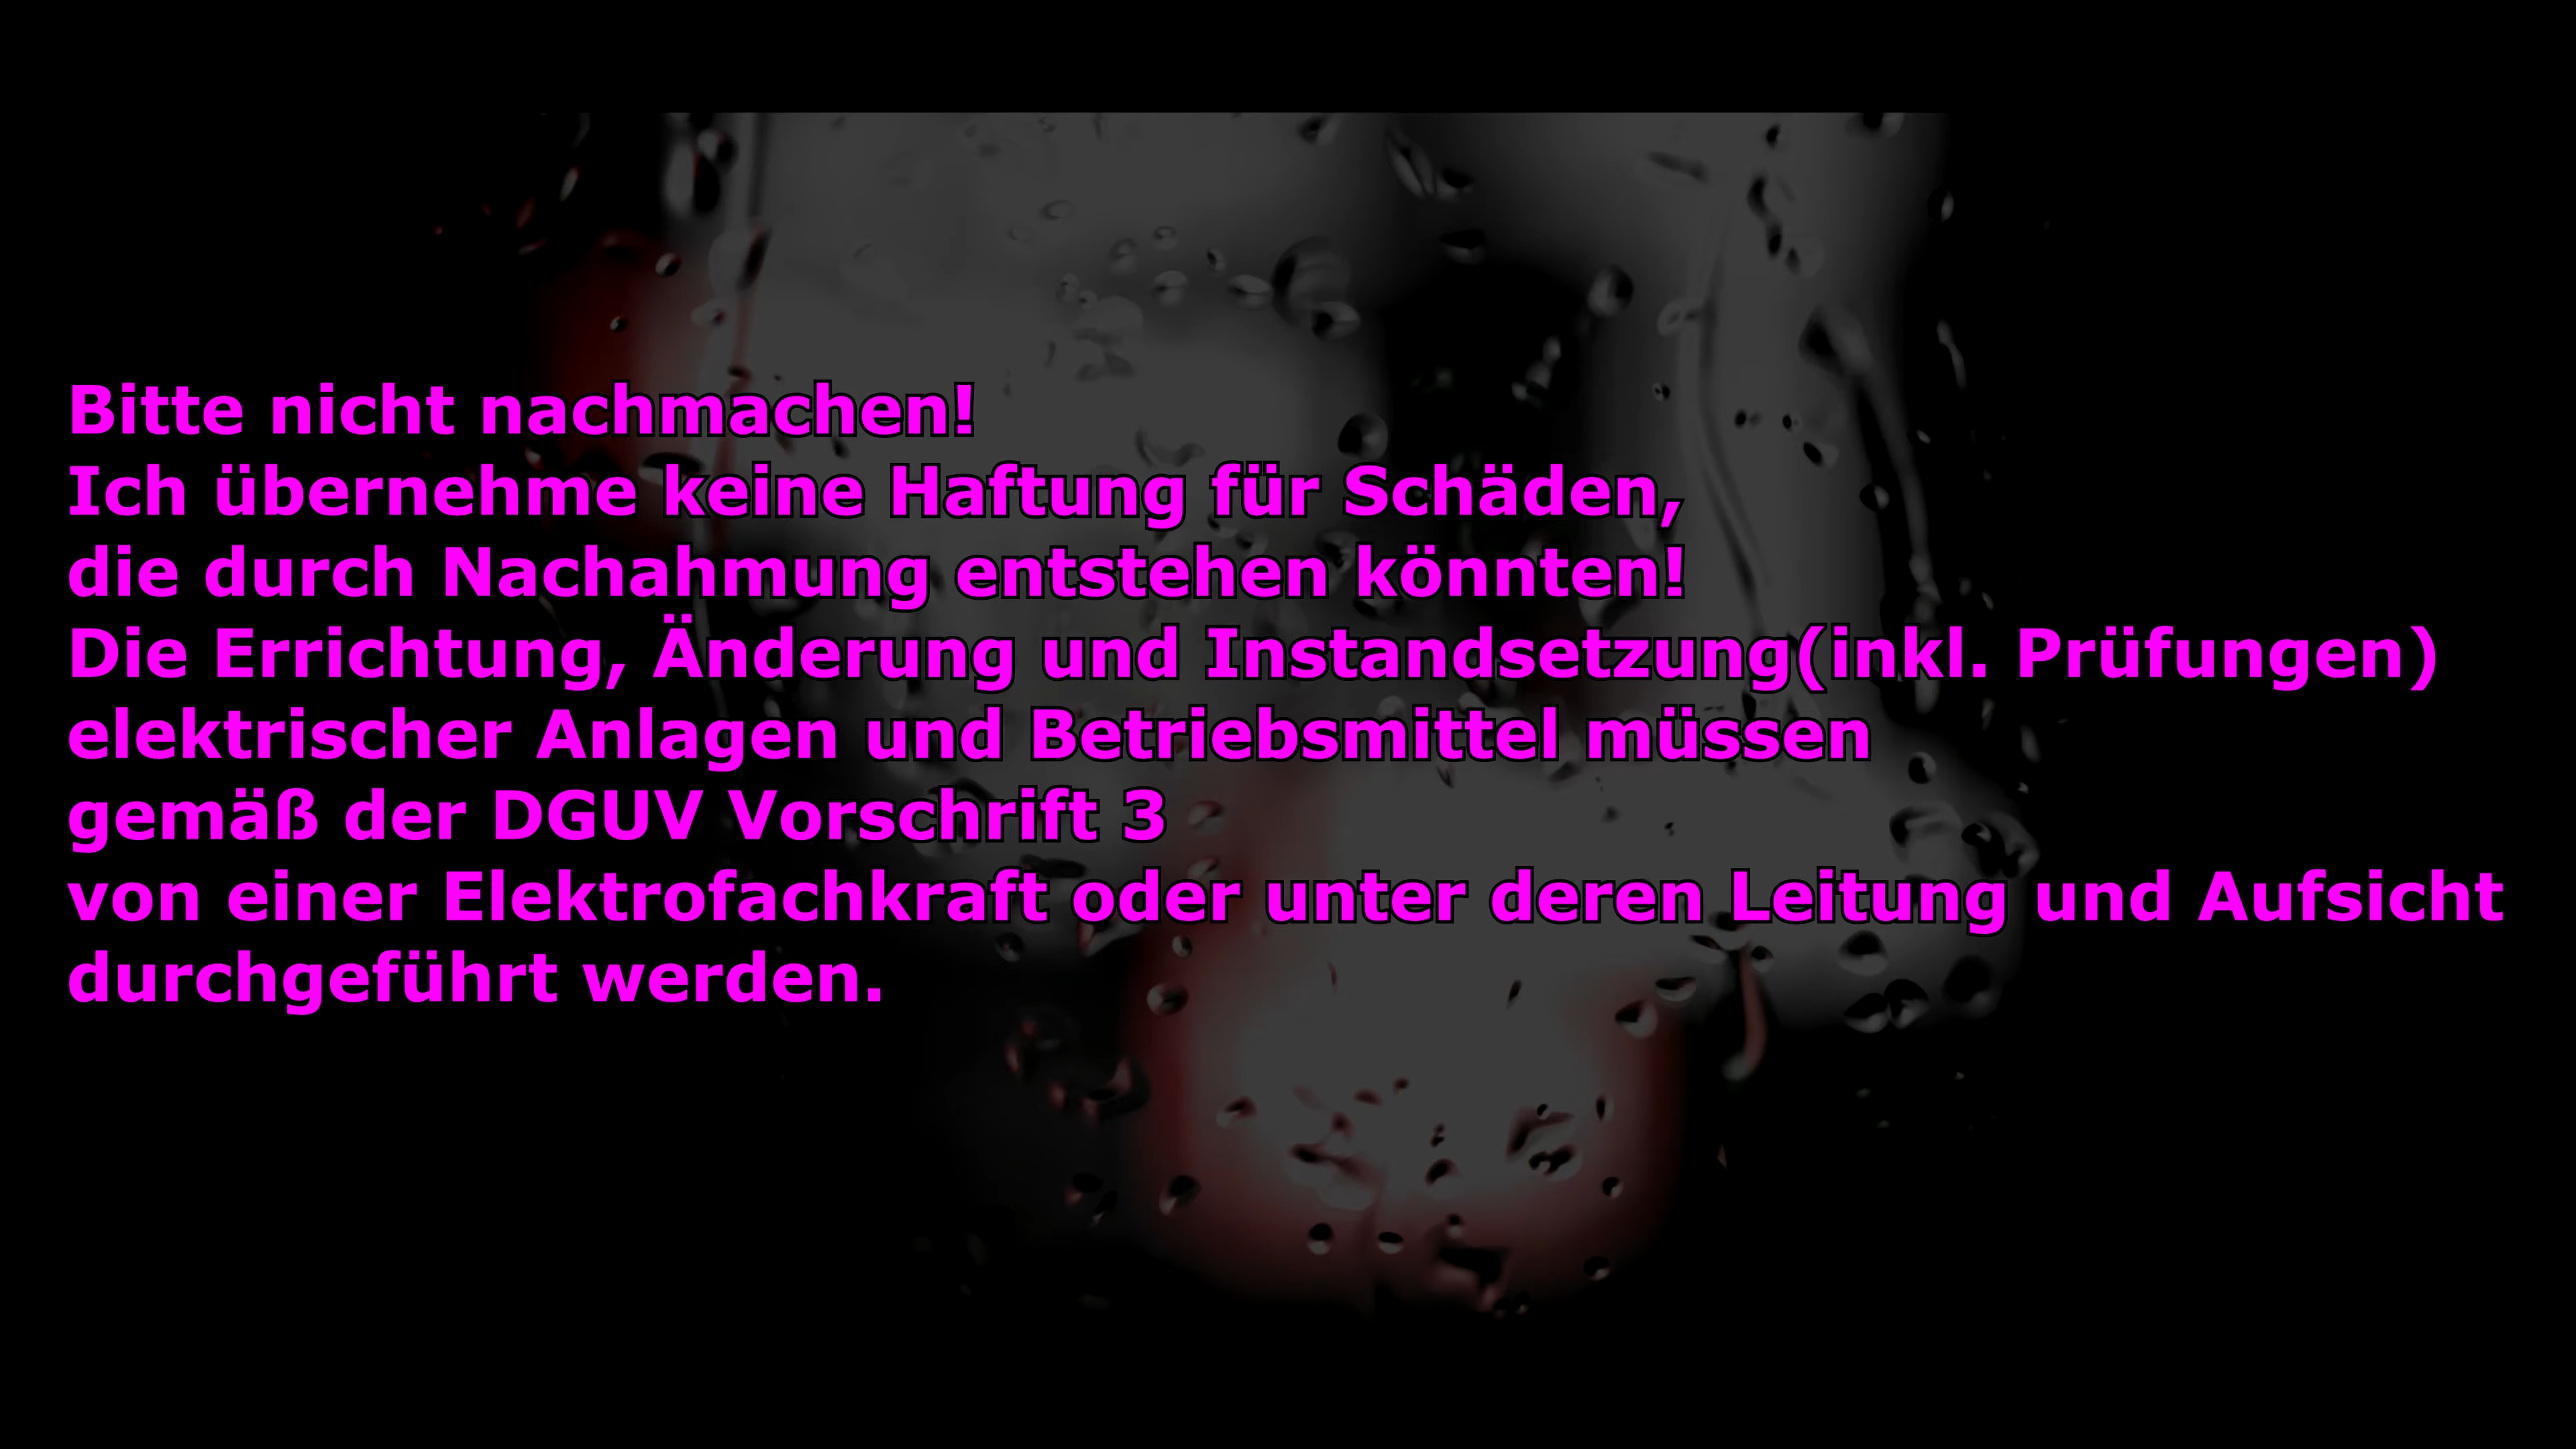 Bitte nicht nachmachen!
Ich übernehme keine Haftung für Schäden,
die durch Nachahmung entstehen könnten!
Die Errichtung, Änderung und Instandsetzung(inkl. Prüfungen)
elektrischer Anlagen und Betriebsmittel müssen
gemäß der DGUV Vorschrift 3
von einer Elektrofachkraft oder unter deren Leitung und Aufsicht
durchgeführt werden.